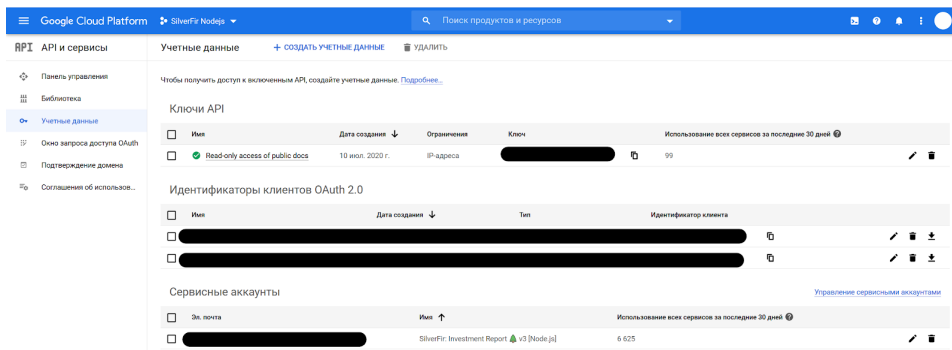 Google Cloud Platform SilverFir Nodejs Поиск продуктов и ресурсов
API API и сервисы Учетные данные + СОЗДАТЬ УЧЕТНЫЕ ДАННЫЕ УДАЛИТЬ
Панель управления
Библиотека
Учетные данные
Окно запроса доступа OAuth
Подтверждение домена
Соглашения об использов...
Чтобы получить доступ к включенным API, создайте учетные данные. Подробнее...
Ключи API
Имя Дата создания Ограничения Ключ Использование всех сервисов за последние 30 дней
Read-only access of public docs 10 июл. 2020 г. IP-адреса 99
Идентификаторы клиентов OAuth 2.0
Имя Дата создания Тип Идентификатор клиента
Сервисные аккаунты Управление сервисными аккаунтами
Эл. почта Имя Использование всех сервисов за последние 30 дней
SilverFir: Investment Report 🌲 v3 [Node.js] 6 625